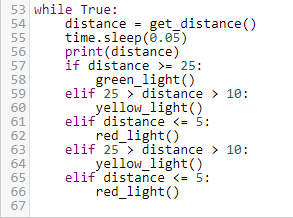 53 while True:
54     distance = get_distance()
55     time.sleep(0.05)
56     print(distance)
57     if distance >= 25:
58         green_light()
59     elif 25 > distance > 10:
60         yellow_light()
61     elif distance <= 5:
62         red_light()
63     elif 25 > distance > 10:
64         yellow_light()
65     elif distance <= 5:
66         red_light()
67